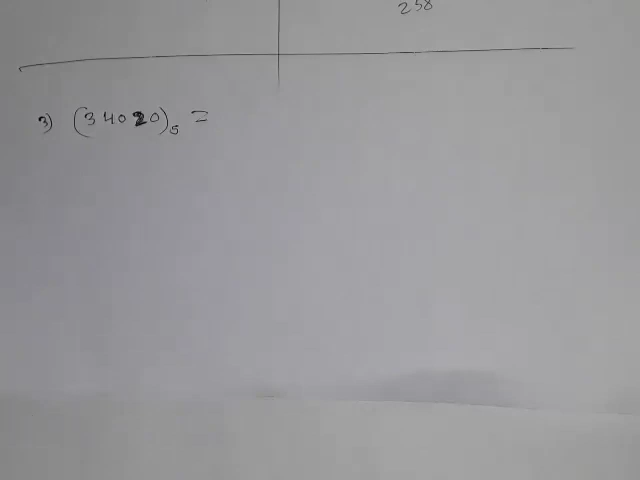 258
3) (34020)₅ =